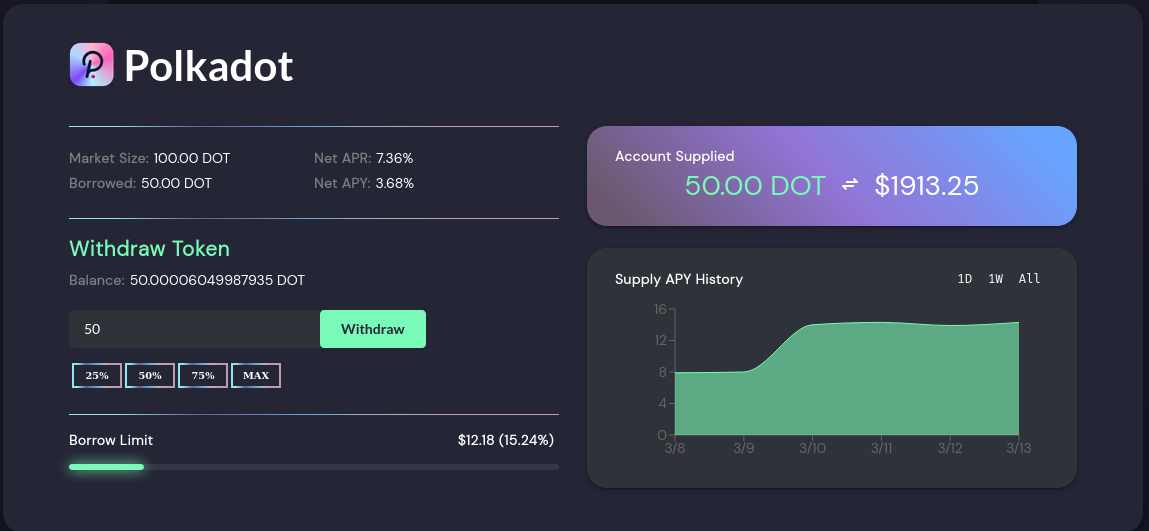 Polkadot
Market Size: 100.00 DOT
Net APR: 7.36%
Borrowed: 50.00 DOT
Net APY: 3.68%
Withdraw Token
Balance: 50.00006049987935 DOT
50
Withdraw
25%
50%
75%
MAX
Borrow Limit
$12.18 (15.24%)
Account Supplied
50.00 DOT ⇌ $1913.25
Supply APY History
1D 1W All
16
12
8
4
0
3/8 3/9 3/10 3/11 3/12 3/13